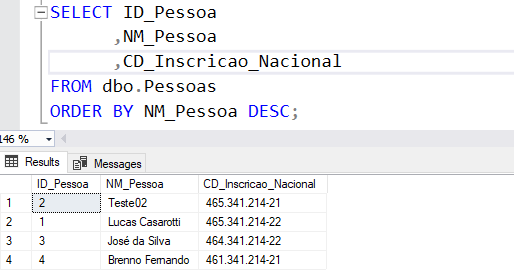 SELECT ID_Pessoa
,NM_Pessoa
,CD_Inscricao_Nacional
FROM dbo.Pessoas
ORDER BY NM_Pessoa DESC;
146 %
Results Messages
ID_Pessoa NM_Pessoa CD_Inscricao_Nacional
1 2 Teste02 465.341.214-21
2 1 Lucas Casarotti 465.341.214-22
3 3 José da Silva 464.341.214-22
4 4 Brenno Fernando 461.341.214-21